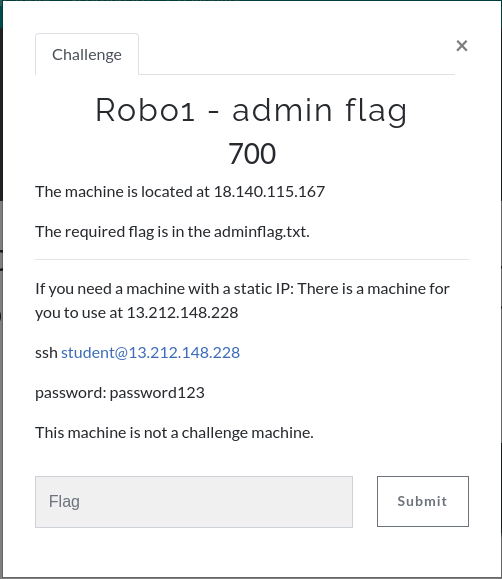 Challenge
×
Robo1 - admin flag
700
The machine is located at 18.140.115.167
The required flag is in the adminflag.txt.
If you need a machine with a static IP: There is a machine for
you to use at 13.212.148.228
ssh student@13.212.148.228
password: password123
This machine is not a challenge machine.
Flag
Submit